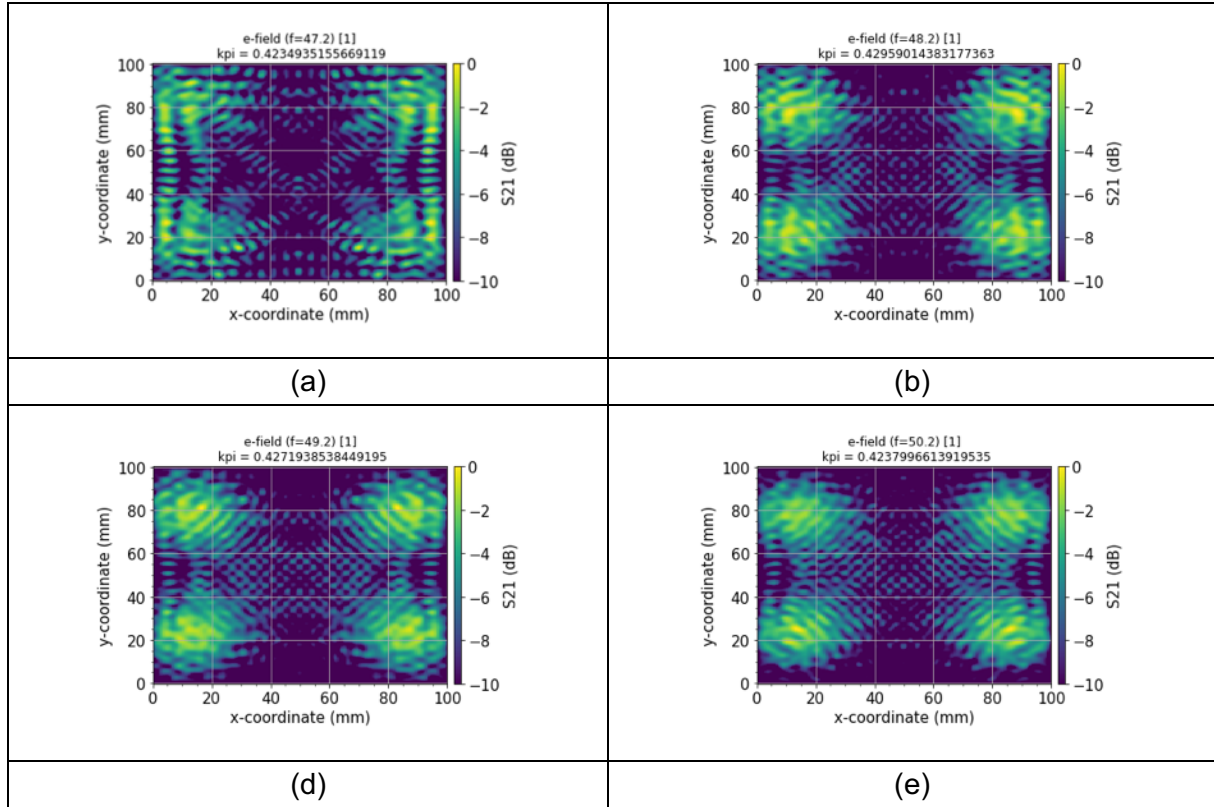 e-field (f=47.2) [1]
kpi = 0.4234935155669119
100
80
60
40
20
0
y-coordinate (mm)
0 20 40 60 80 100
x-coordinate (mm)
0
−2
−4
−6
−8
−10
S21 (dB)
e-field (f=48.2) [1]
kpi = 0.42959014383177363
100
80
60
40
20
0
y-coordinate (mm)
0 20 40 60 80 100
x-coordinate (mm)
0
−2
−4
−6
−8
−10
S21 (dB)
(a)
(b)
e-field (f=49.2) [1]
kpi = 0.4271938538449195
100
80
60
40
20
0
y-coordinate (mm)
0 20 40 60 80 100
x-coordinate (mm)
0
−2
−4
−6
−8
−10
S21 (dB)
e-field (f=50.2) [1]
kpi = 0.4237996613919535
100
80
60
40
20
0
y-coordinate (mm)
0 20 40 60 80 100
x-coordinate (mm)
0
−2
−4
−6
−8
−10
S21 (dB)
(d)
(e)